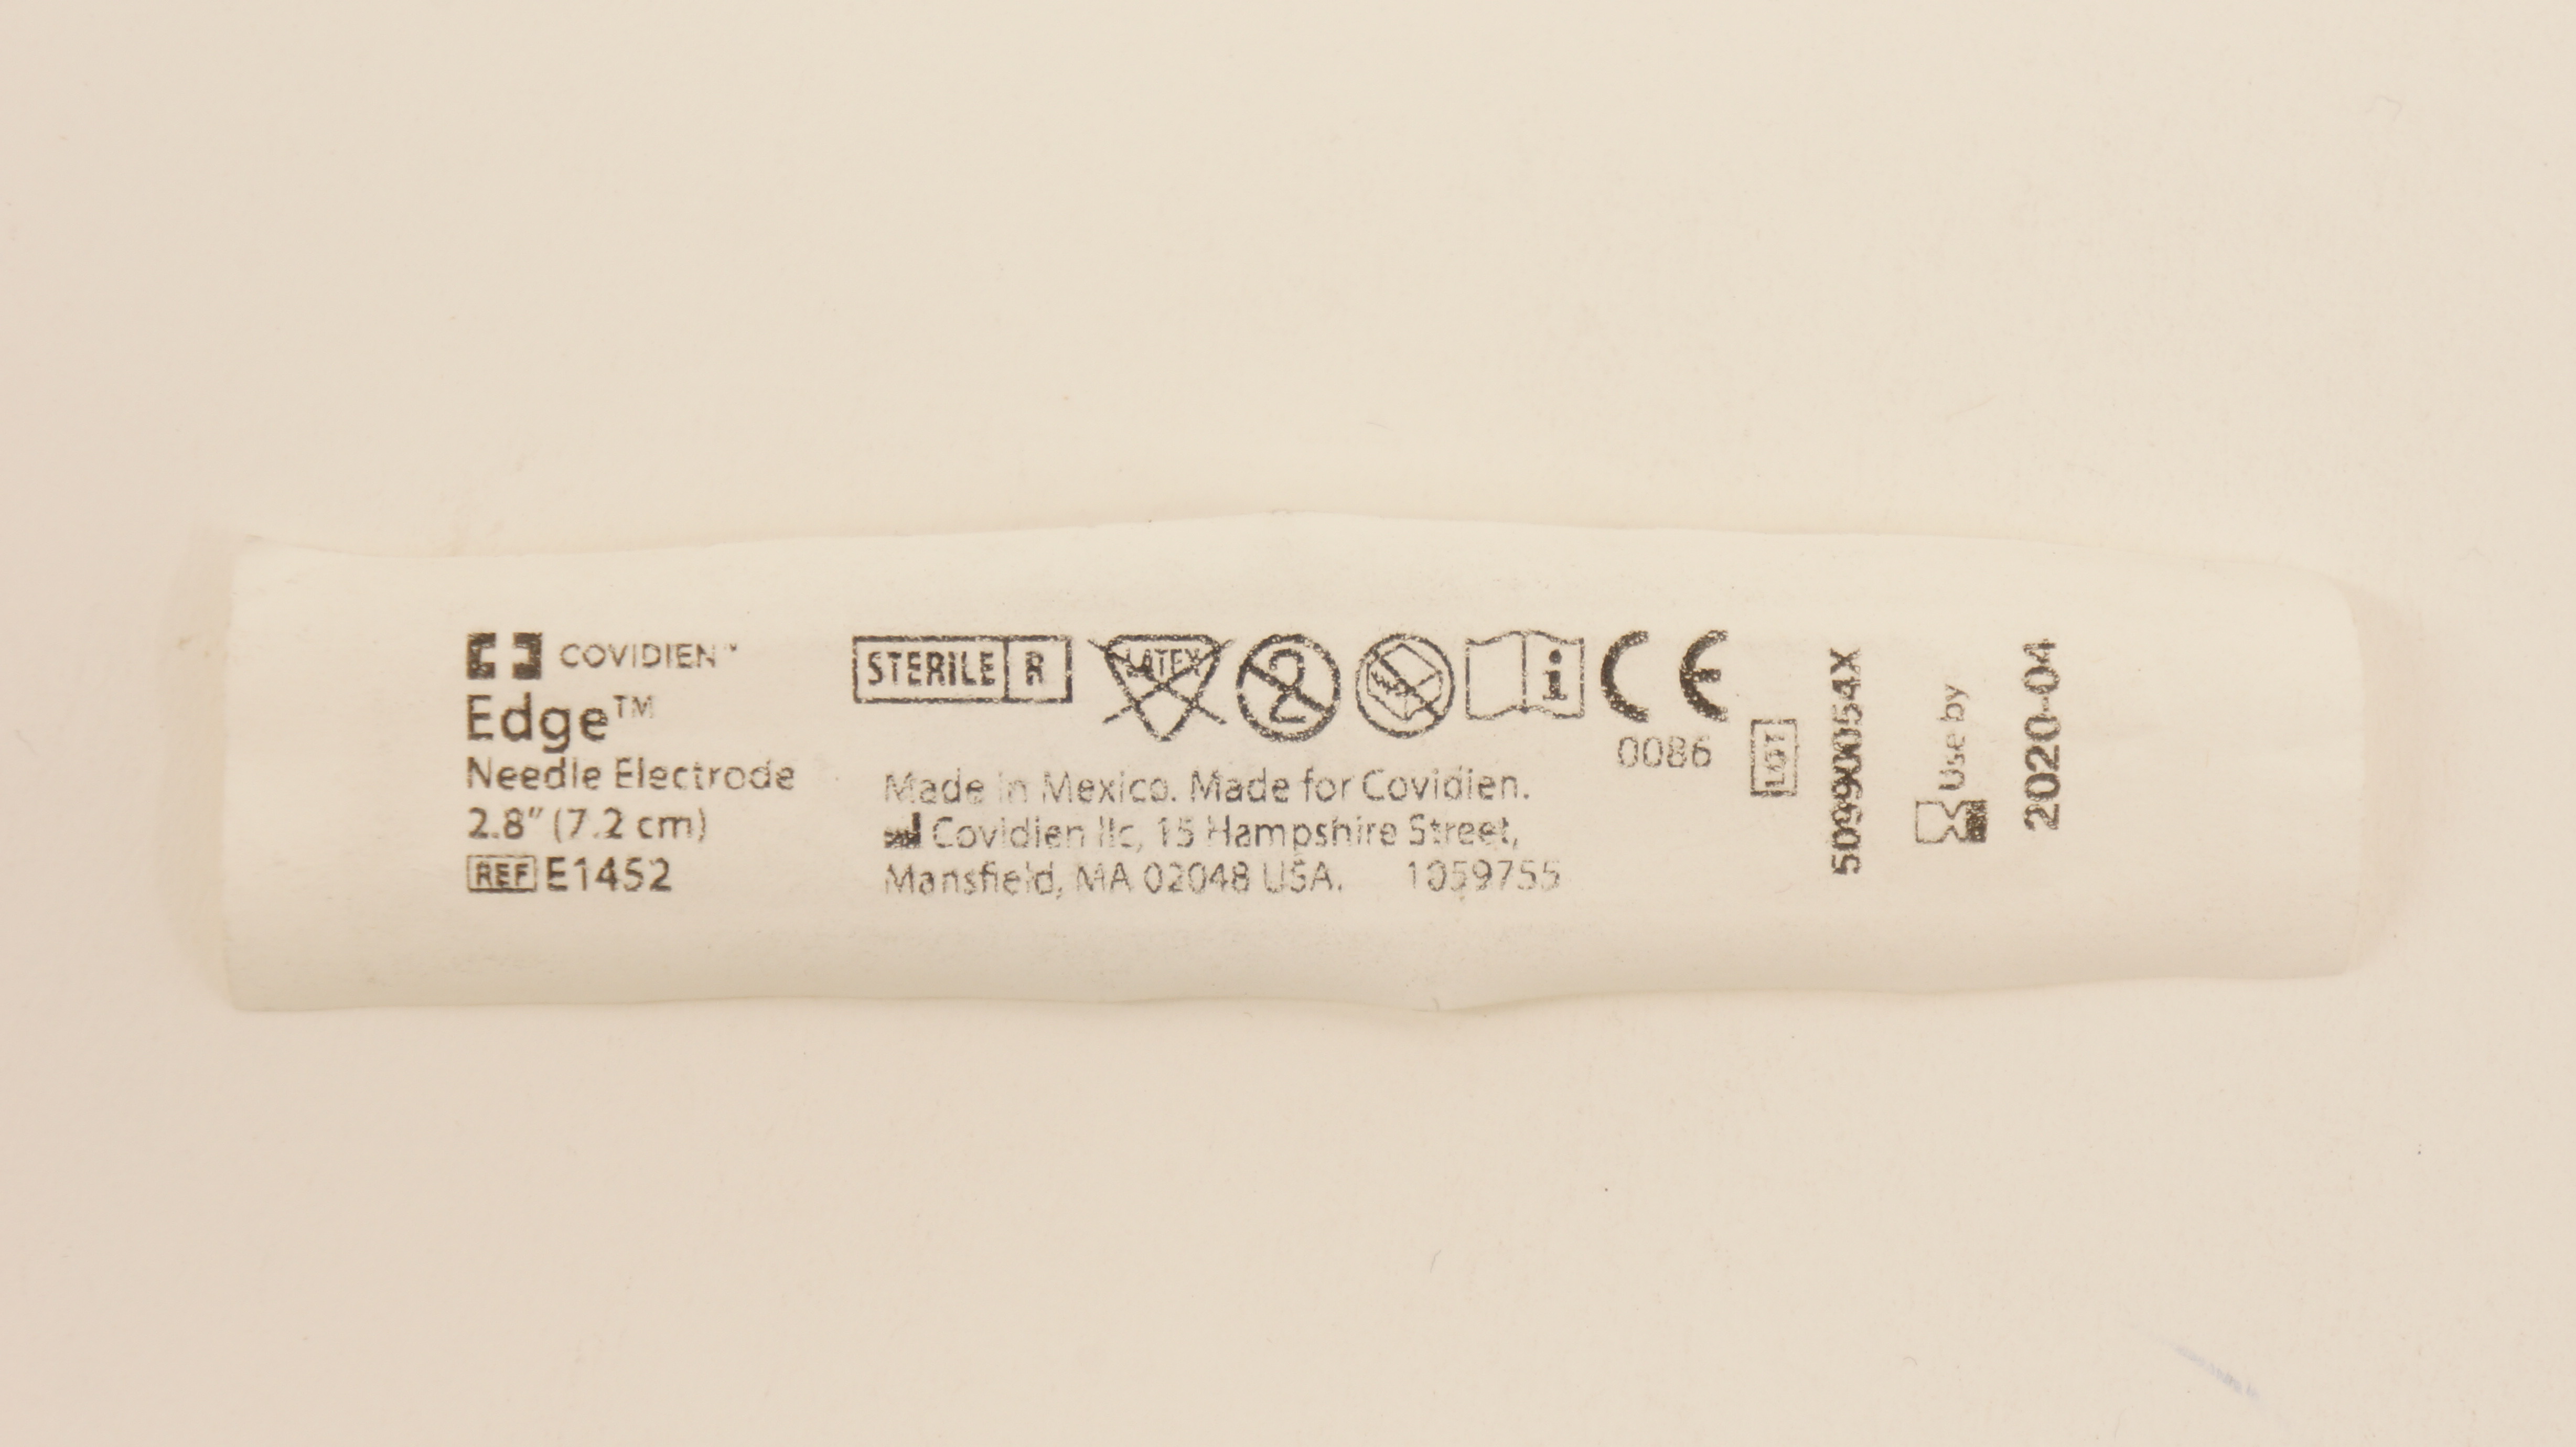 COVIDIEN™
Edge™
Needle Electrode
2.8" (7.2 cm)
REF E1452
STERILE R
LATEX
2
i
CE
0086
Made in Mexico. Made for Covidien.
Covidien llc, 15 Hampshire Street,
Mansfield, MA 02048 USA. 1059755
LOT
Use by
2020-04